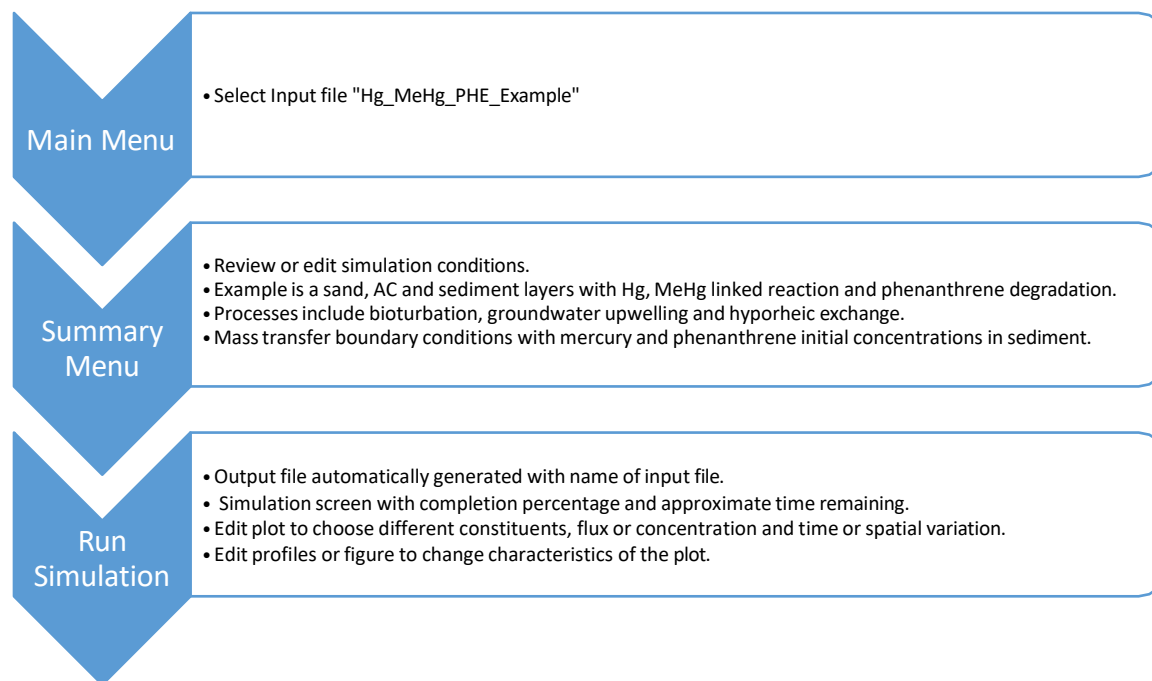 Main Menu
• Select Input file "Hg_MeHg_PHE_Example"
Summary
Menu
• Review or edit simulation conditions.
• Example is a sand, AC and sediment layers with Hg, MeHg linked reaction and phenanthrene degradation.
• Processes include bioturbation, groundwater upwelling and hyporheic exchange.
• Mass transfer boundary conditions with mercury and phenanthrene initial concentrations in sediment.
Run
Simulation
• Output file automatically generated with name of input file.
• Simulation screen with completion percentage and approximate time remaining.
• Edit plot to choose different constituents, flux or concentration and time or spatial variation.
• Edit profiles or figure to change characteristics of the plot.